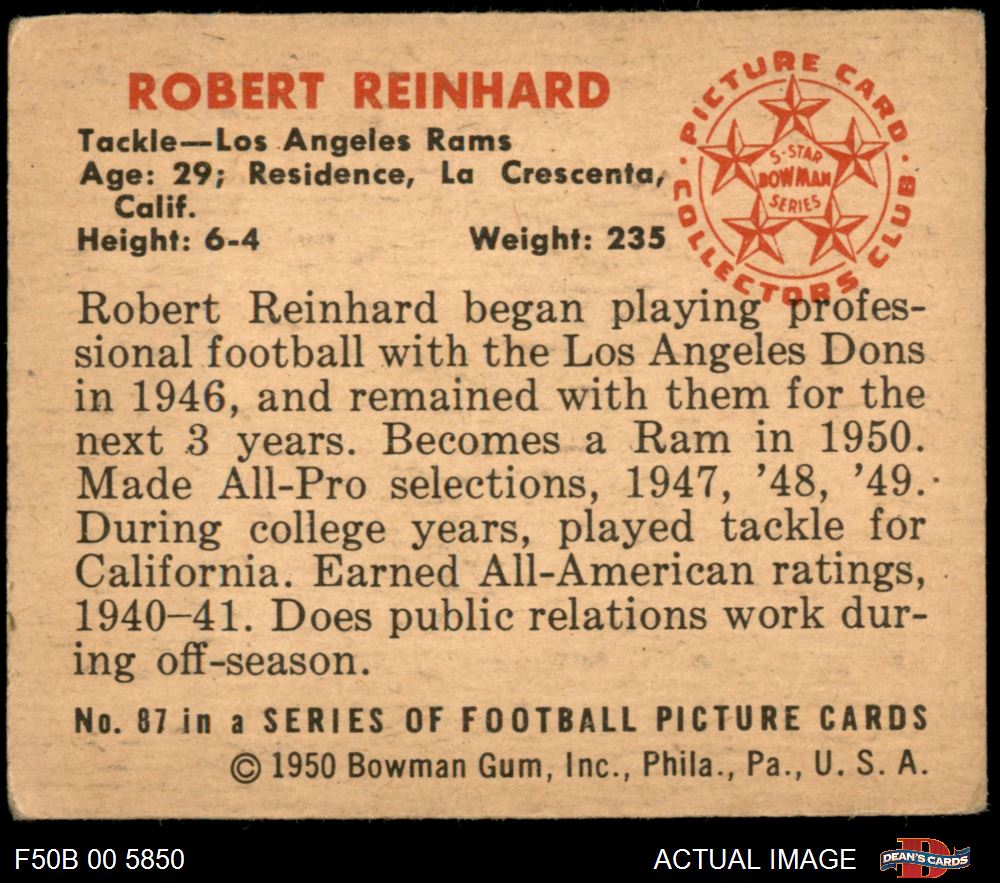 ROBERT REINHARD
Tackle—Los Angeles Rams
Age: 29; Residence, La Crescenta,
Calif.
Height: 6-4 Weight: 235
PICTURE CARD
COLLECTORS CLUB
5-STAR
BOWMAN
SERIES
Robert Reinhard began playing profes-
sional football with the Los Angeles Dons
in 1946, and remained with them for the
next 3 years. Becomes a Ram in 1950.
Made All-Pro selections, 1947, '48, '49.
During college years, played tackle for
California. Earned All-American ratings,
1940–41. Does public relations work dur-
ing off-season.
No. 87 in a SERIES OF FOOTBALL PICTURE CARDS
© 1950 Bowman Gum, Inc., Phila., Pa., U. S. A.
F50B 00 5850
ACTUAL IMAGE
DEAN'S CARDS